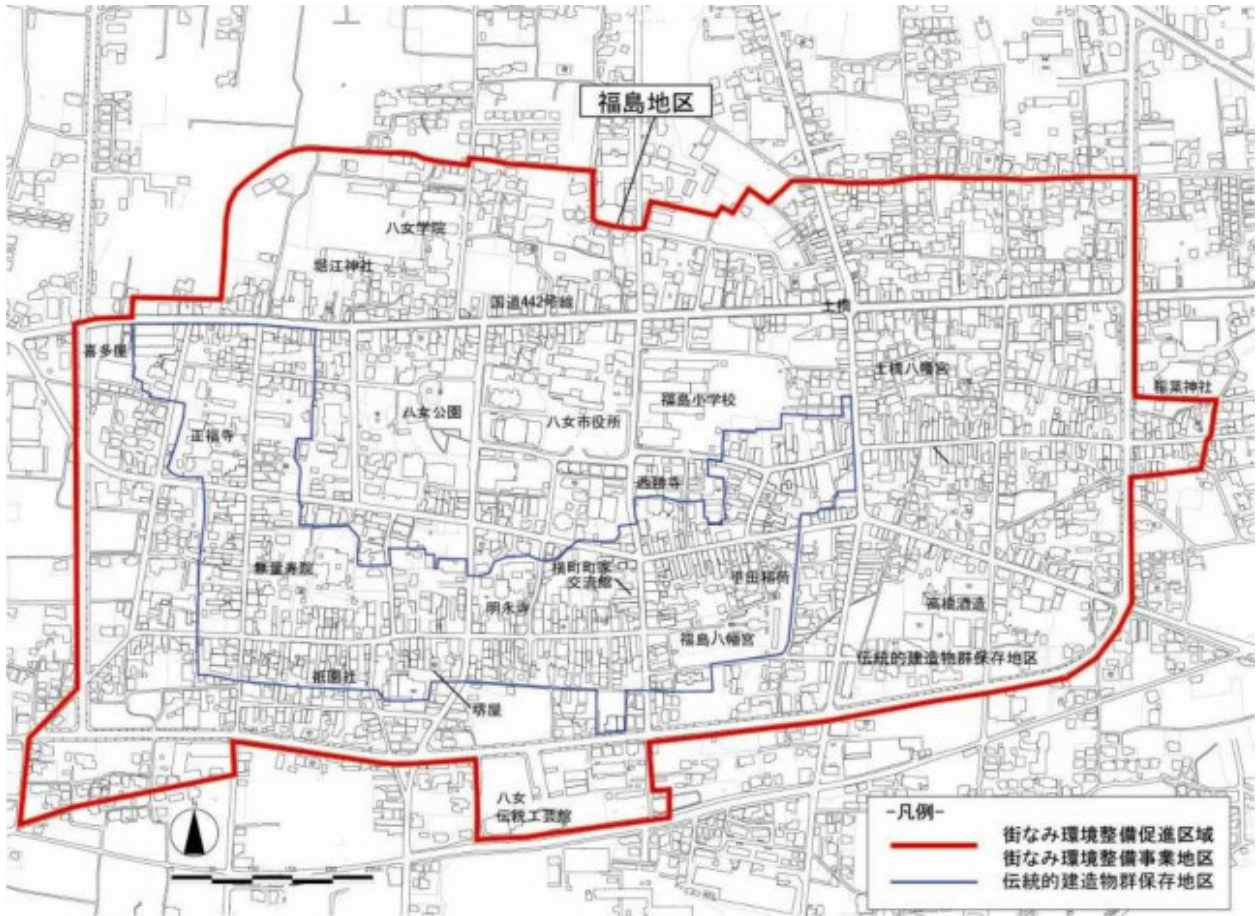 福島地区
八女学院
堀江神社
国道442号線
土橋
喜多屋
土橋八幡宮
稲葉神社
福島小学校
八女公園
八女市役所
正福寺
西勝寺
無量寿院
横町町家
交流館
甲田稲荷
明永寺
高橋酒造
福島八幡宮
伝統的建造物群保存地区
祇園社
堺屋
八女
伝統工芸館
-凡例-
街なみ環境整備促進区域
街なみ環境整備事業地区
伝統的建造物群保存地区